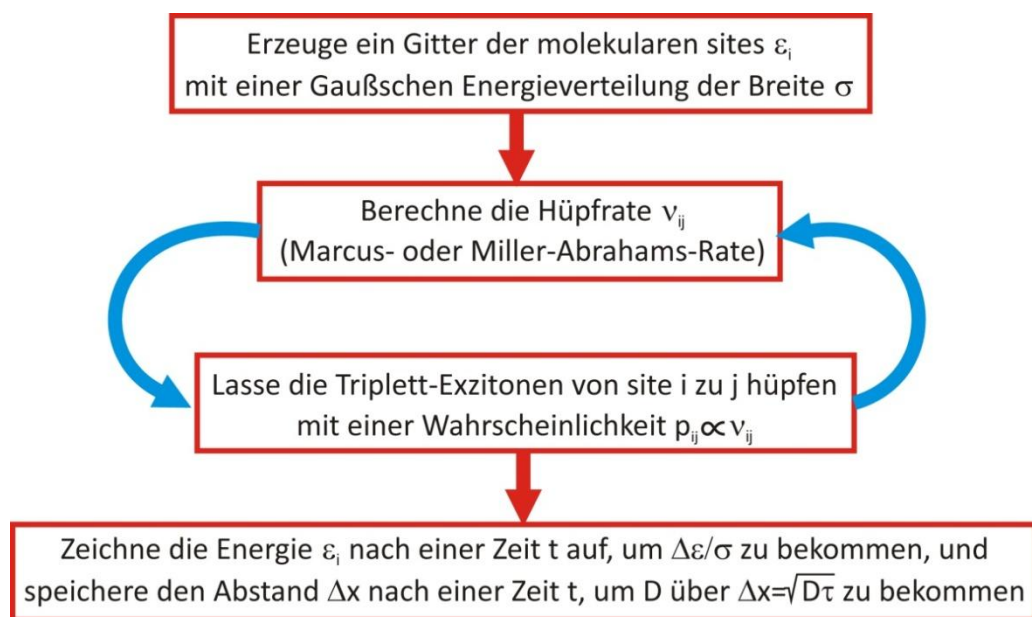 Erzeuge ein Gitter der molekularen sites εᵢ
mit einer Gaußschen Energieverteilung der Breite σ
Berechne die Hüpfrate νᵢⱼ
(Marcus- oder Miller-Abrahams-Rate)
Lasse die Triplett-Exzitonen von site i zu j hüpfen
mit einer Wahrscheinlichkeit pᵢⱼ∝νᵢⱼ
Zeichne die Energie εᵢ nach einer Zeit t auf, um Δε/σ zu bekommen, und
speichere den Abstand Δx nach einer Zeit t, um D über Δx=√Dτ zu bekommen